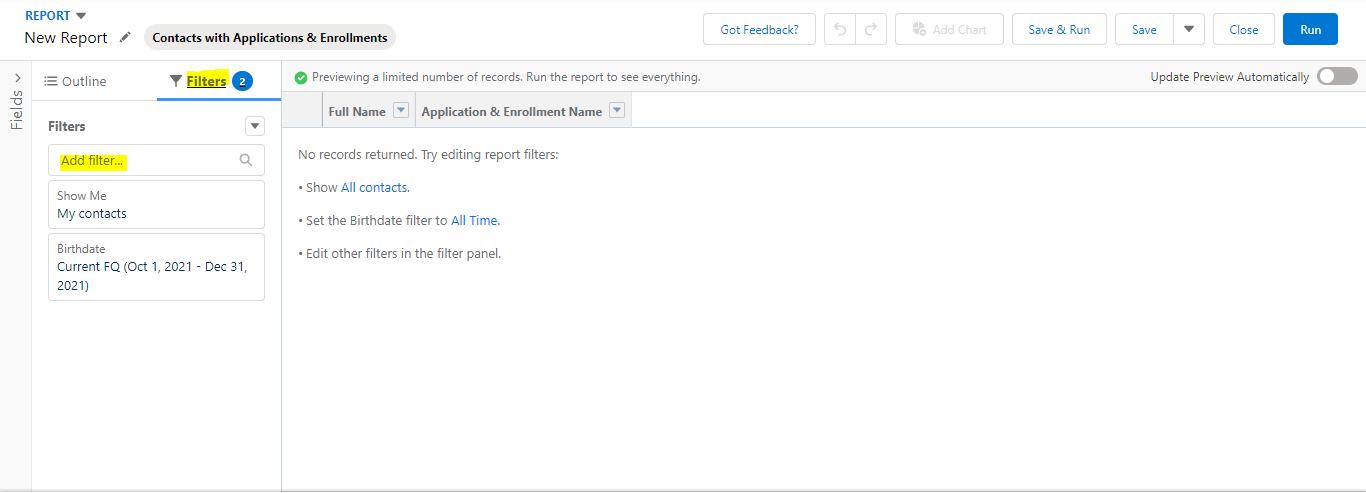 REPORT
New Report
Contacts with Applications & Enrollments
Got Feedback?
Add Chart
Save & Run
Save
Close
Run
Fields
Outline
Filters 2
Previewing a limited number of records. Run the report to see everything.
Update Preview Automatically
Filters
Add filter...
Show Me
My contacts
Birthdate
Current FQ (Oct 1, 2021 - Dec 31,
2021)
Full Name
Application & Enrollment Name
No records returned. Try editing report filters:
• Show All contacts.
• Set the Birthdate filter to All Time.
• Edit other filters in the filter panel.